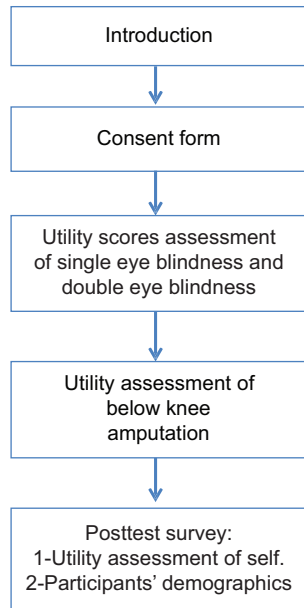 Introduction
Consent form
Utility scores assessment
of single eye blindness and
double eye blindness
Utility assessment of
below knee
amputation
Posttest survey:
1-Utility assessment of self.
2-Participants’ demographics